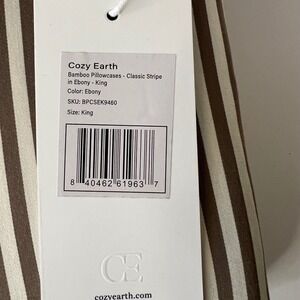 Cozy Earth
Bamboo Pillowcases - Classic Stripe
in Ebony - King
Color: Ebony
SKU: BPCSEK9460
Size: King
8 40462 61963 7
CE
cozyearth.com